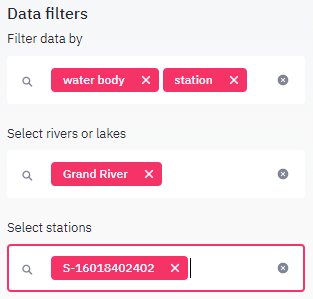 Data filters
Filter data by
water body station
Select rivers or lakes
Grand River
Select stations
S-16018402402